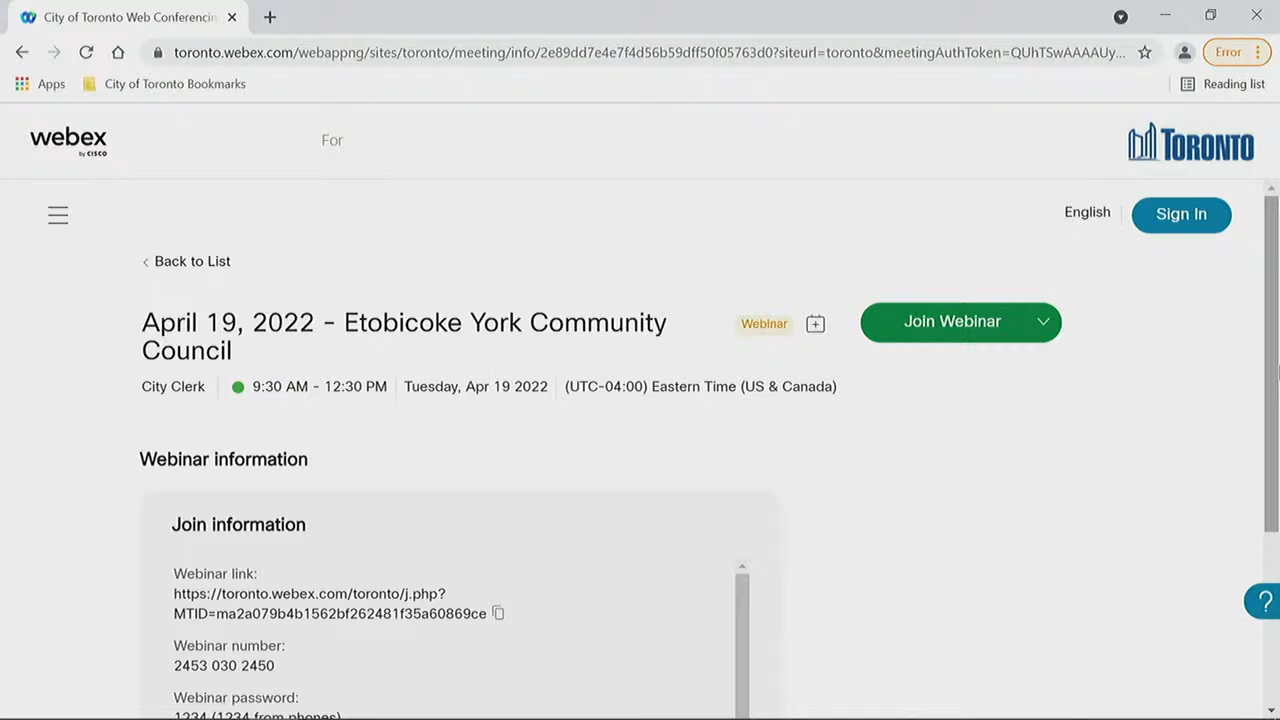 City of Toronto Web Conferencin
toronto.webex.com/webappng/sites/toronto/meeting/info/2e89dd7e4e7f4d56b59dff50f05763d0?siteurl=toronto&meetingAuthToken=QUhTSwAAAAUy...
Error
Apps
City of Toronto Bookmarks
Reading list
webex
by CISCO
For
TORONTO
English
Sign In
Back to List
April 19, 2022 - Etobicoke York Community
Council
Webinar
Join Webinar
City Clerk
9:30 AM - 12:30 PM
Tuesday, Apr 19 2022
(UTC-04:00) Eastern Time (US & Canada)
Webinar information
Join information
Webinar link:
https://toronto.webex.com/toronto/j.php?
MTID=ma2a079b4b1562bf262481f35a60869ce
?
Webinar number:
2453 030 2450
Webinar password:
1234 (1234 from phones)